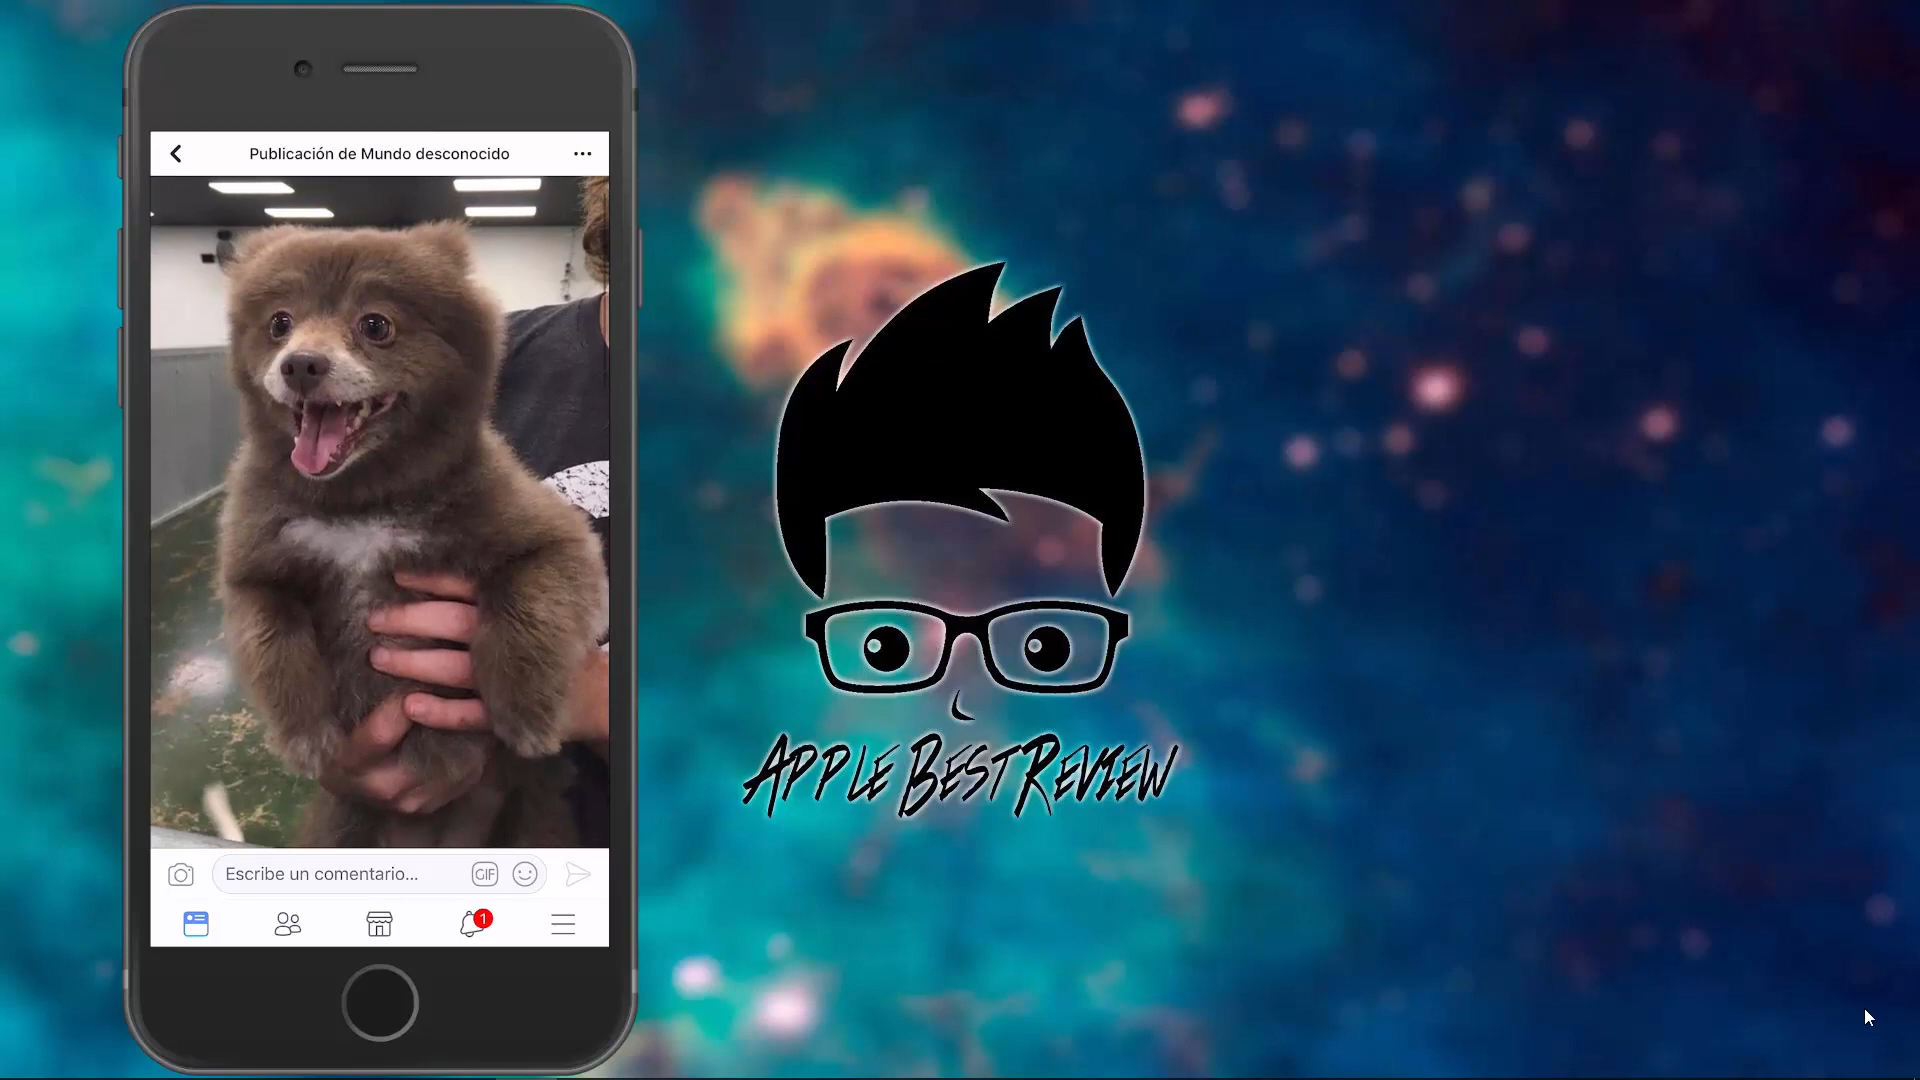 Publicación de Mundo desconocido
Escribe un comentario...
GIF
1
APPLE BEST REVIEW